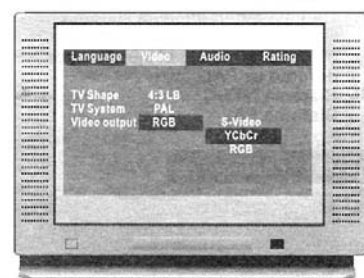 Language Video Audio Rating
TV Shape 4:3 LB
TV System PAL
Video output RGB S-Video
YCbCr
RGB